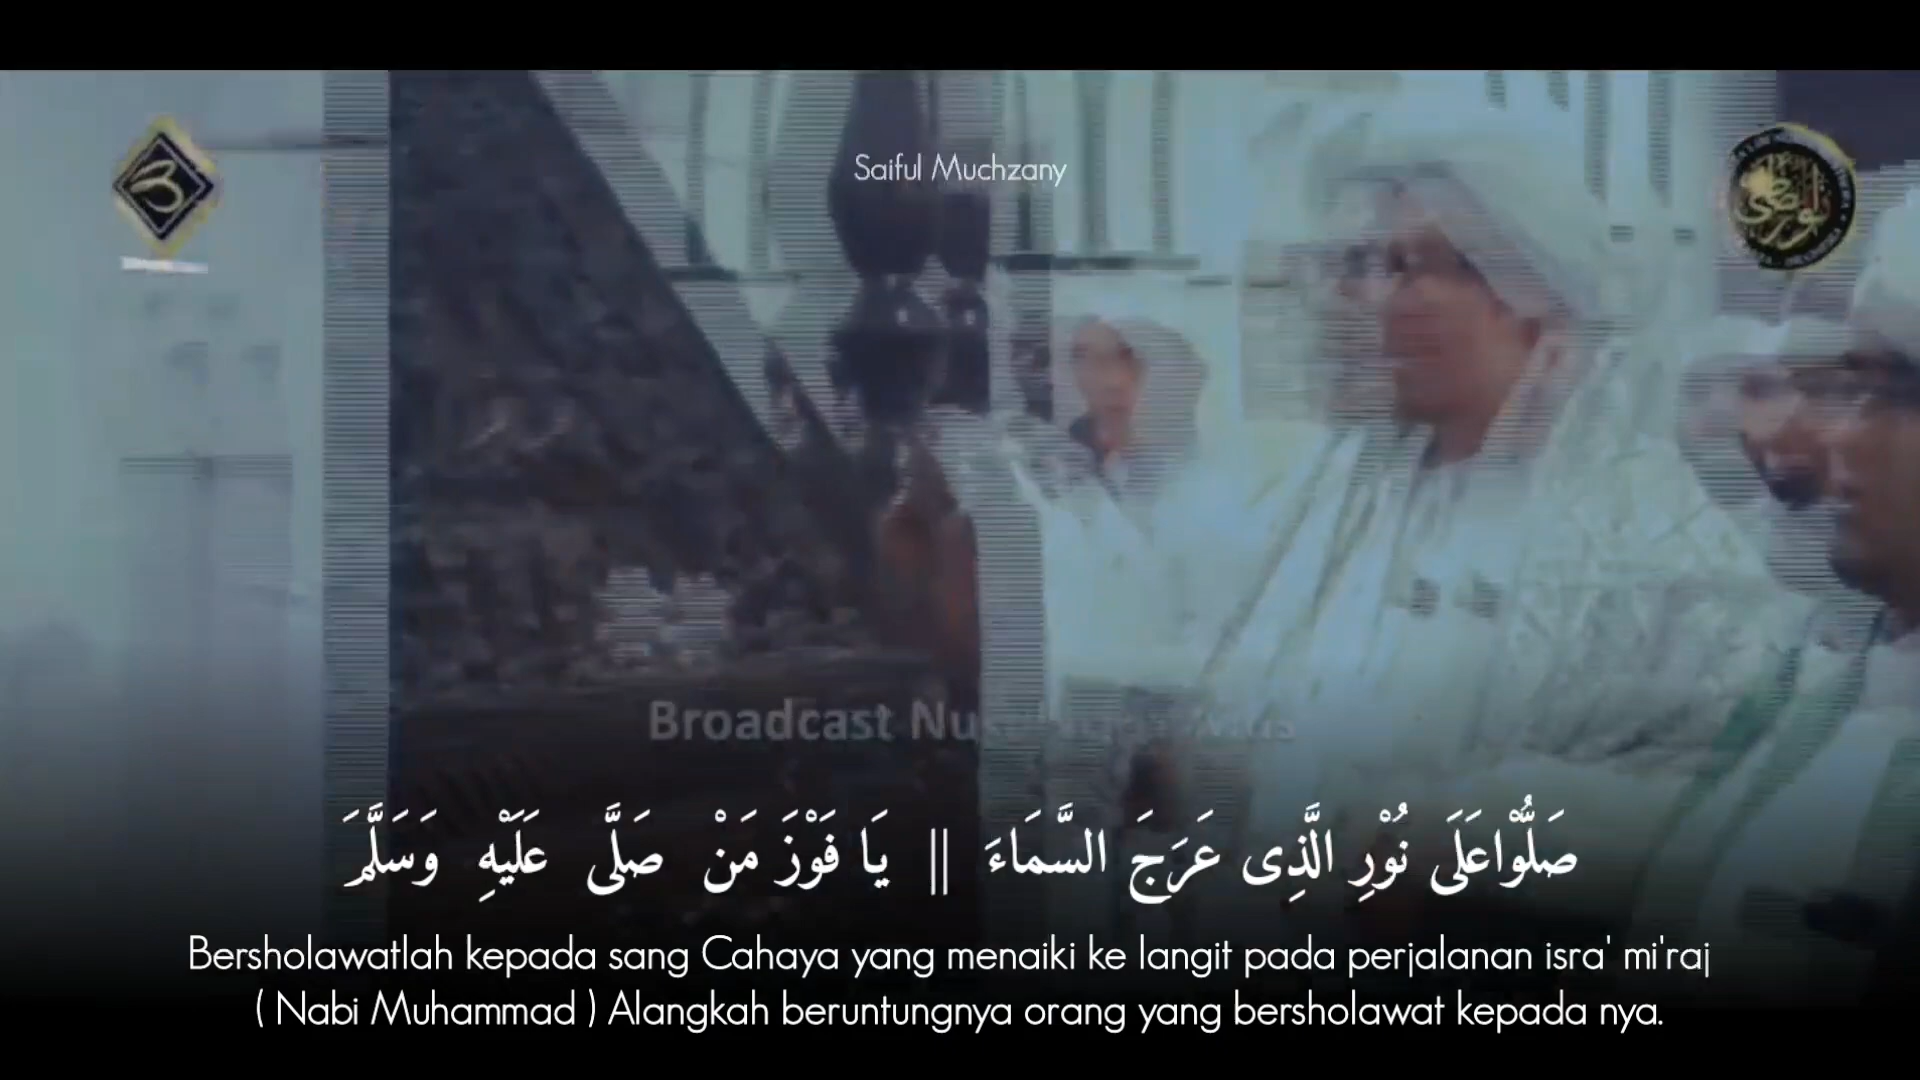 Saiful Muchzany
Broadcast
صَلُّوْاعَلَى نُوْرِ الَّذِى عَرَجَ السَّمَاءَ || يَا فَوْزَ مَنْ صَلَّى عَلَيْهِ وَسَلَّمَ
Bersholawatlah kepada sang Cahaya yang menaiki ke langit pada perjalanan isra' mi'raj
( Nabi Muhammad ) Alangkah beruntungnya orang yang bersholawat kepada nya.